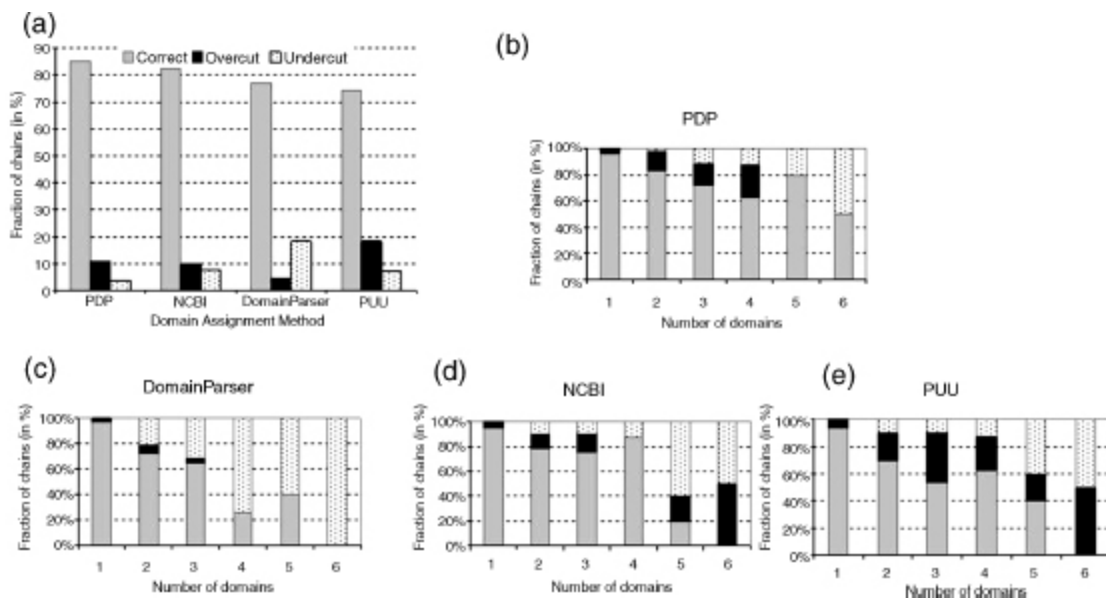 (a)
Correct Overcut Undercut
Fraction of chains (in %)
90
80
70
60
50
40
30
20
10
0
PDP NCBI DomainParser PUU
Domain Assignment Method
(b)
PDP
Fraction of chains (in %)
100%
80%
60%
40%
20%
0%
1 2 3 4 5 6
Number of domains
(c)
DomainParser
Fraction of chains (in %)
100%
80%
60%
40%
20%
0%
1 2 3 4 5 6
Number of domains
(d)
NCBI
Fraction of chains (in %)
100%
80%
60%
40%
20%
0%
1 2 3 4 5 6
Number of domains
(e)
PUU
Fraction of chains (in %)
100%
80%
60%
40%
20%
0%
1 2 3 4 5 6
Number of domains